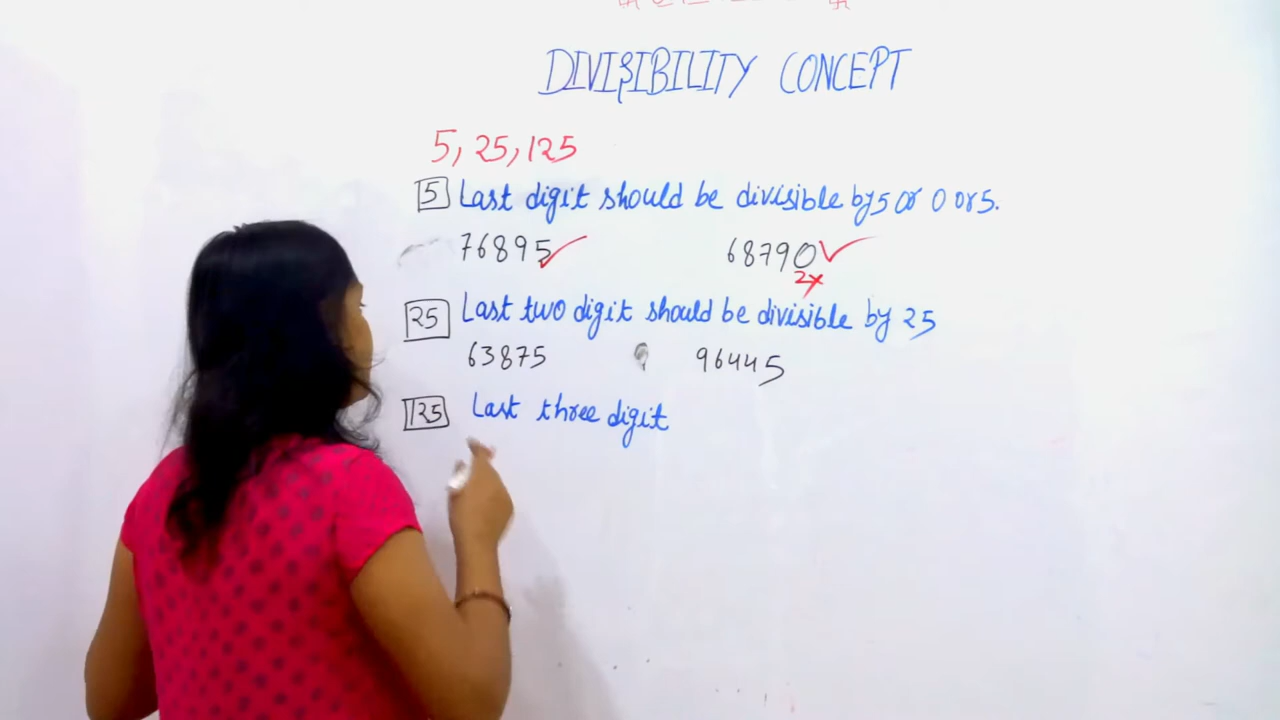 DIVISIBILITY CONCEPT
5, 25, 125
5 Last digit should be divisible by 5 or 0 or 5.
76895 68790
2x
25 Last two digit should be divisible by 25
63875 96445
125 Last three digit